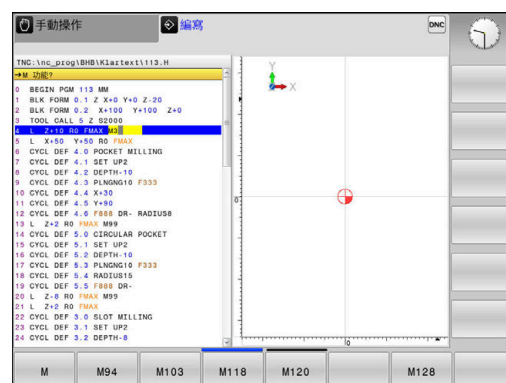 手動操作
編寫
DNC
TNC:\nc_prog\BHB\Klartext\113.H
→M 功能?
0 BEGIN PGM 113 MM
1 BLK FORM 0.1 Z X+0 Y+0 Z-20
2 BLK FORM 0.2 X+100 Y+100 Z+0
3 TOOL CALL 5 Z S2000
4 L Z+10 R0 FMAX M3
5 L X+50 Y+50 R0 FMAX
6 CYCL DEF 4.0 POCKET MILLING
7 CYCL DEF 4.1 SET UP2
8 CYCL DEF 4.2 DEPTH-10
9 CYCL DEF 4.3 PLNGNG10 F333
10 CYCL DEF 4.4 X+30
11 CYCL DEF 4.5 Y+90
12 CYCL DEF 4.6 F888 DR- RADIUS8
13 L Z+2 R0 FMAX M99
14 CYCL DEF 5.0 CIRCULAR POCKET
15 CYCL DEF 5.1 SET UP2
16 CYCL DEF 5.2 DEPTH-10
17 CYCL DEF 5.3 PLNGNG10 F333
18 CYCL DEF 5.4 RADIUS15
19 CYCL DEF 5.5 F888 DR-
20 L Z-8 R0 FMAX M99
21 L Z+2 R0 FMAX
22 CYCL DEF 3.0 SLOT MILLING
23 CYCL DEF 3.1 SET UP2
24 CYCL DEF 3.2 DEPTH-8
Y
X
0
0
M M94 M103 M118 M120 M128